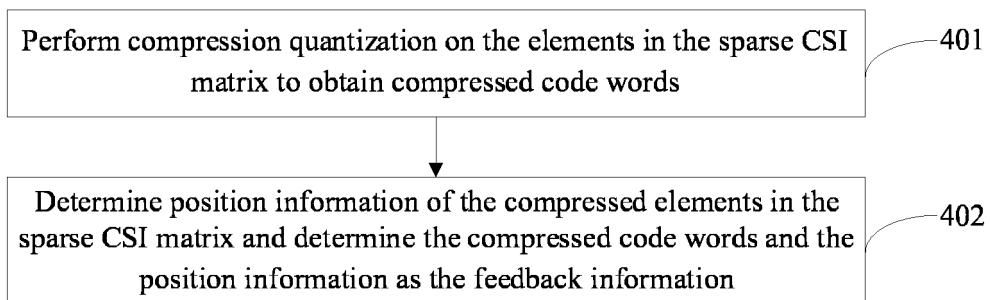 Perform compression quantization on the elements in the sparse CSI
matrix to obtain compressed code words
401
Determine position information of the compressed elements in the
sparse CSI matrix and determine the compressed code words and the
position information as the feedback information
402